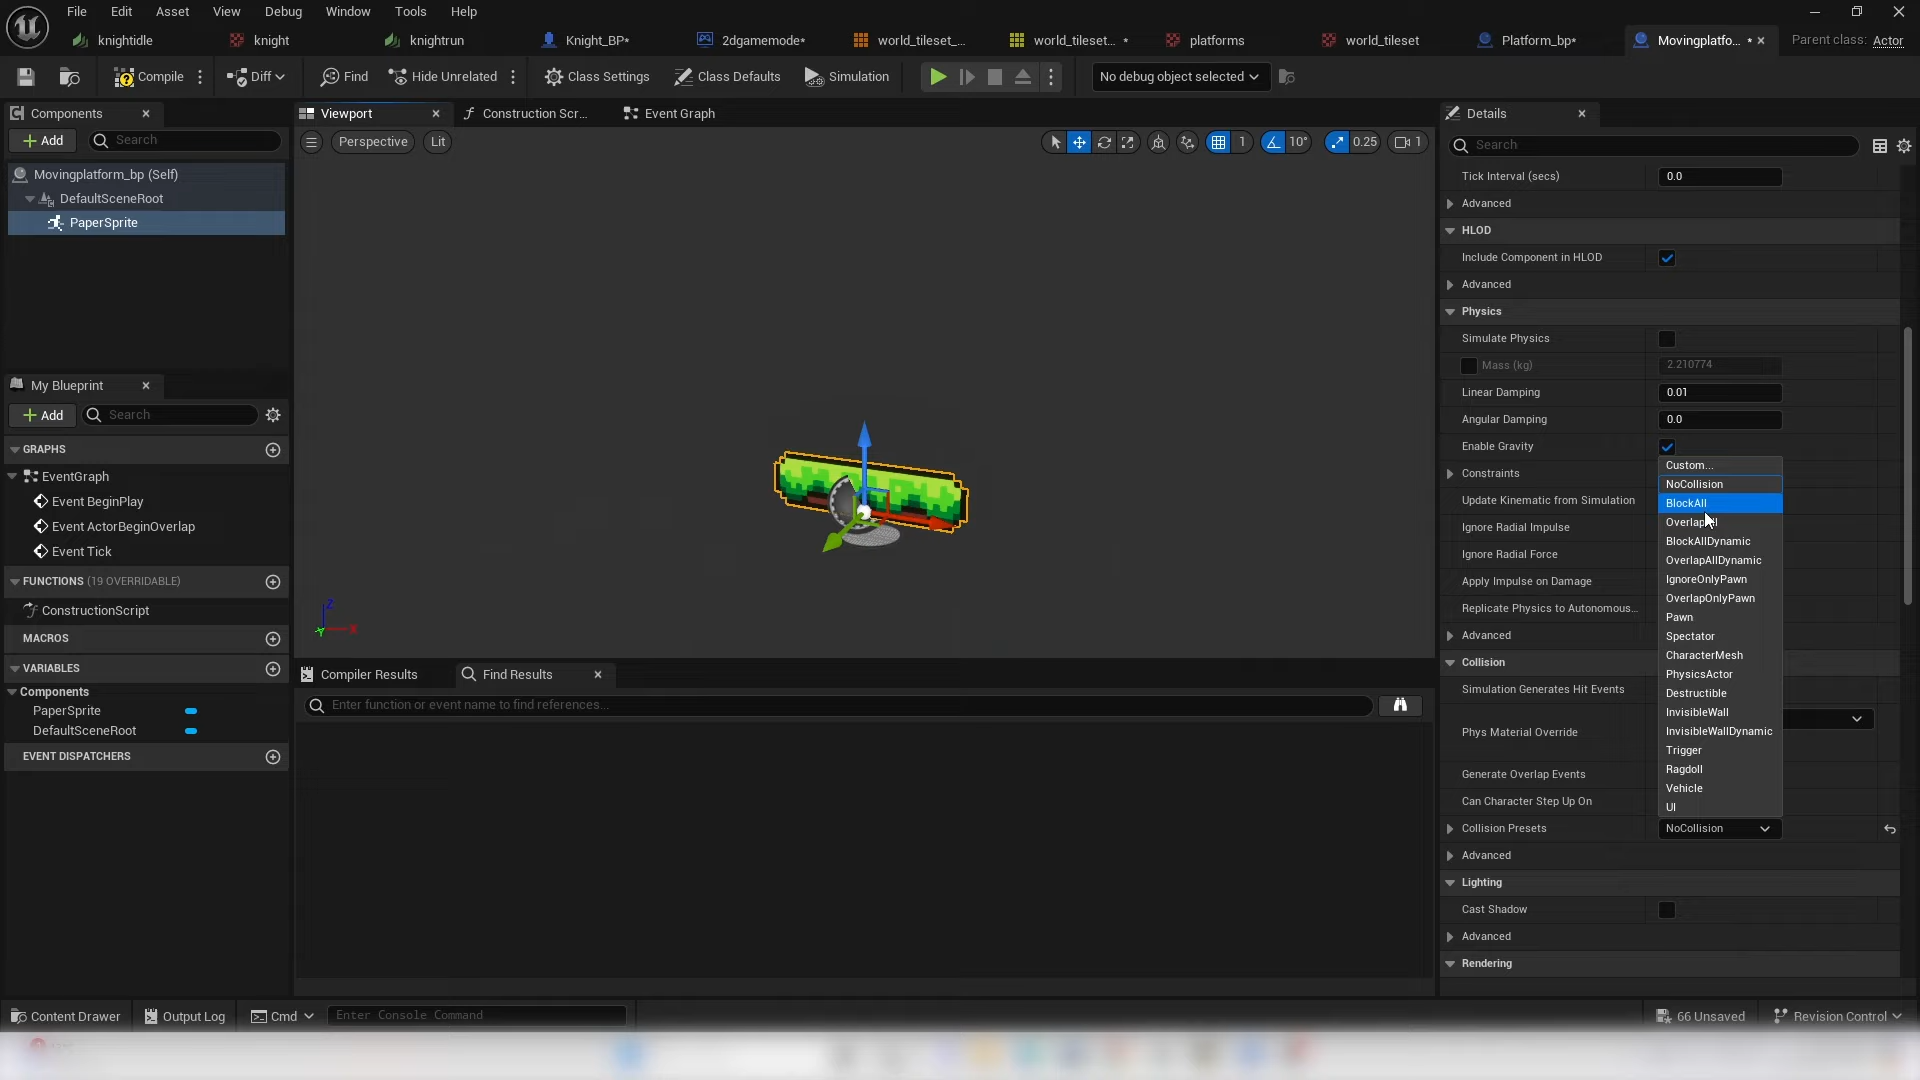 File Edit Asset View Debug Window Tools Help
knightidle knight knightrun Knight_BP* 2dgamemode* world_tileset_... world_tileset... * platforms world_tileset Platform_bp* Movingplatfo... * Parent class: Actor
Compile Diff Find Hide Unrelated Class Settings Class Defaults Simulation No debug object selected
Components Viewport Construction Scr... Event Graph Details
Add Search Perspective Lit 1 10° 0.25 1 Search
Movingplatform_bp (Self)
DefaultSceneRoot
PaperSprite
My Blueprint
Add Search
GRAPHS
EventGraph
Event BeginPlay
Event ActorBeginOverlap
Event Tick
FUNCTIONS (19 OVERRIDABLE)
ConstructionScript
MACROS
VARIABLES
Components
PaperSprite
DefaultSceneRoot
EVENT DISPATCHERS
Z
X
Y
Compiler Results Find Results
Enter function or event name to find references...
Tick Interval (secs) 0.0
Advanced
HLOD
Include Component in HLOD
Advanced
Physics
Simulate Physics
Mass (kg) 2.210774
Linear Damping 0.01
Angular Damping 0.0
Enable Gravity
Constraints
Update Kinematic from Simulation
Ignore Radial Impulse
Ignore Radial Force
Apply Impulse on Damage
Replicate Physics to Autonomous...
Advanced
Collision
Simulation Generates Hit Events
Phys Material Override
Generate Overlap Events
Can Character Step Up On
Collision Presets NoCollision
Advanced
Lighting
Cast Shadow
Advanced
Rendering
Custom...
NoCollision
BlockAll
BlockAllDynamic
OverlapAllDynamic
IgnoreOnlyPawn
OverlapOnlyPawn
Pawn
Spectator
CharacterMesh
PhysicsActor
Destructible
InvisibleWall
InvisibleWallDynamic
Trigger
Ragdoll
Vehicle
UI
Content Drawer Output Log Cmd Enter Console Command 66 Unsaved Revision Control